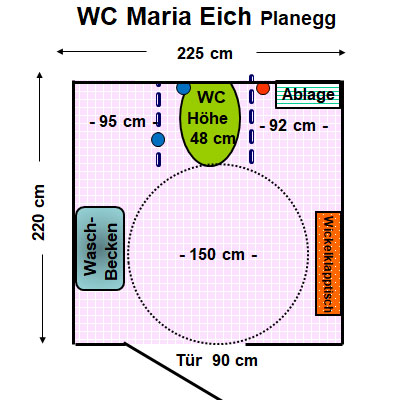 WC Maria Eich Planegg
225 cm
WC
Höhe
48 cm
Ablage
- 95 cm -
- 92 cm -
220 cm
Wasch-
Becken
- 150 cm -
Wickelklapptisch
Tür 90 cm